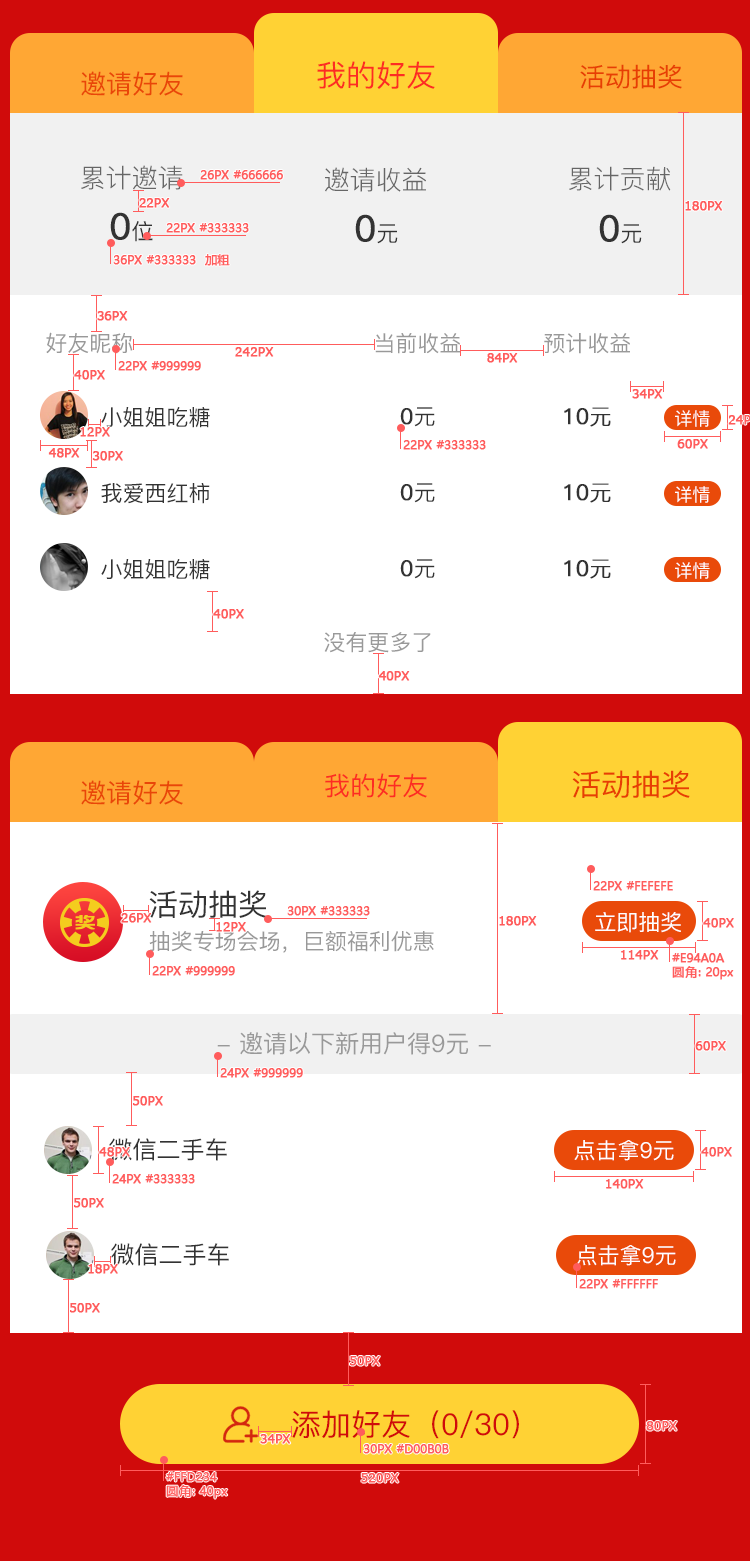 邀请好友 我的好友 活动抽奖
累计邀请 邀请收益 累计贡献
26PX #666666
22PX
180PX
0位 0元 0元
22PX #333333
36PX #333333 加粗
36PX
好友昵称 当前收益 预计收益
242PX
84PX
22PX #999999
40PX
34PX
小姐姐吃糖 0元 10元 详情
24P
12PX
22PX #333333
60PX
48PX
30PX
我爱西红柿 0元 10元 详情
小姐姐吃糖 0元 10元 详情
40PX
没有更多了
40PX
邀请好友 我的好友 活动抽奖
22PX #FEFEFE
活动抽奖
26PX
30PX #333333
12PX
180PX
立即抽奖
40PX
抽奖专场会场，巨额福利优惠
114PX
22PX #999999
#E94A0A
圆角: 20px
– 邀请以下新用户得9元 –
60PX
24PX #999999
50PX
微信二手车 点击拿9元
48PX
40PX
24PX #333333
140PX
50PX
微信二手车 点击拿9元
18PX
22PX #FFFFFF
50PX
50PX
添加好友（0/30）
34PX
80PX
30PX #D00B0B
#FFD234
520PX
圆角: 40px